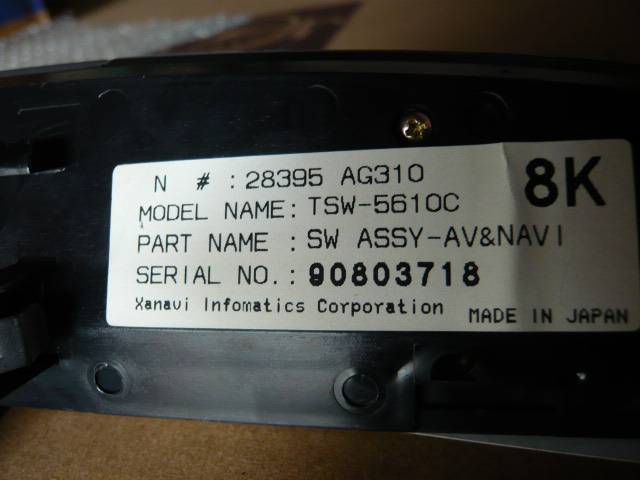 N # : 28395 AG310
8K
MODEL NAME: TSW-5610C
PART NAME : SW ASSY-AV&NAVI
SERIAL NO. : 90803718
Xanavi Infomatics Corporation
MADE IN JAPAN